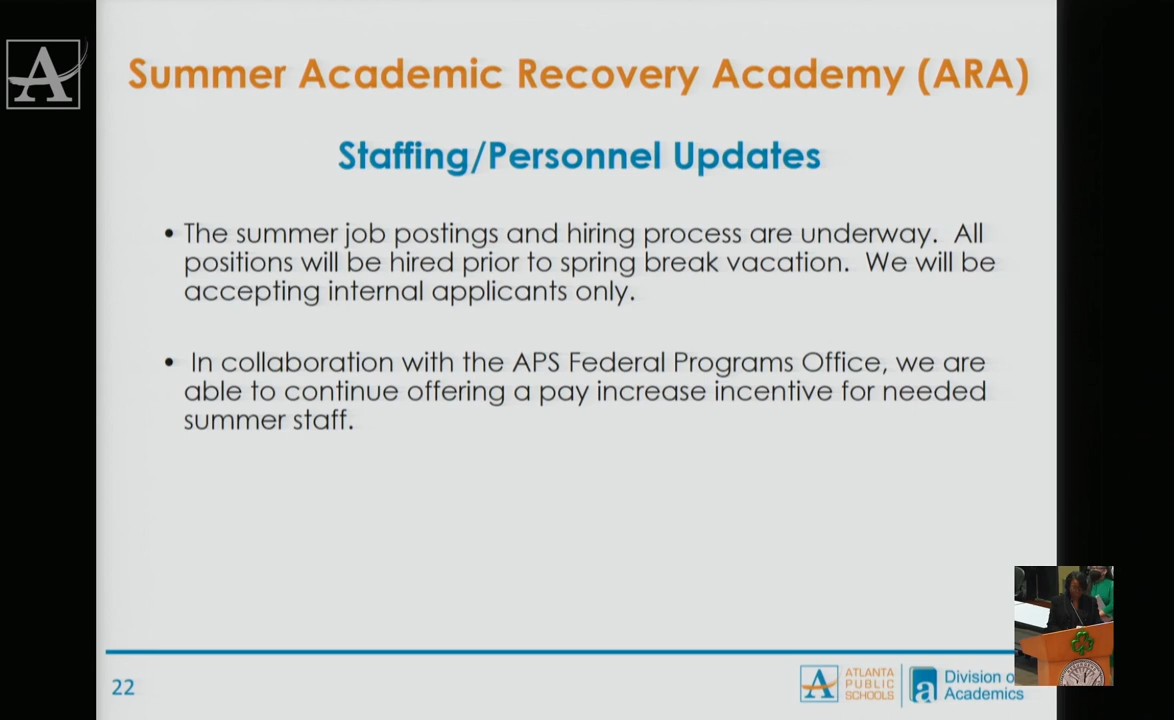 Summer Academic Recovery Academy (ARA)
Staffing/Personnel Updates
• The summer job postings and hiring process are underway.  All
positions will be hired prior to spring break vacation.  We will be
accepting internal applicants only.
•  In collaboration with the APS Federal Programs Office, we are
able to continue offering a pay increase incentive for needed
summer staff.
22
ATLANTA
PUBLIC
SCHOOLS
Division
Academics